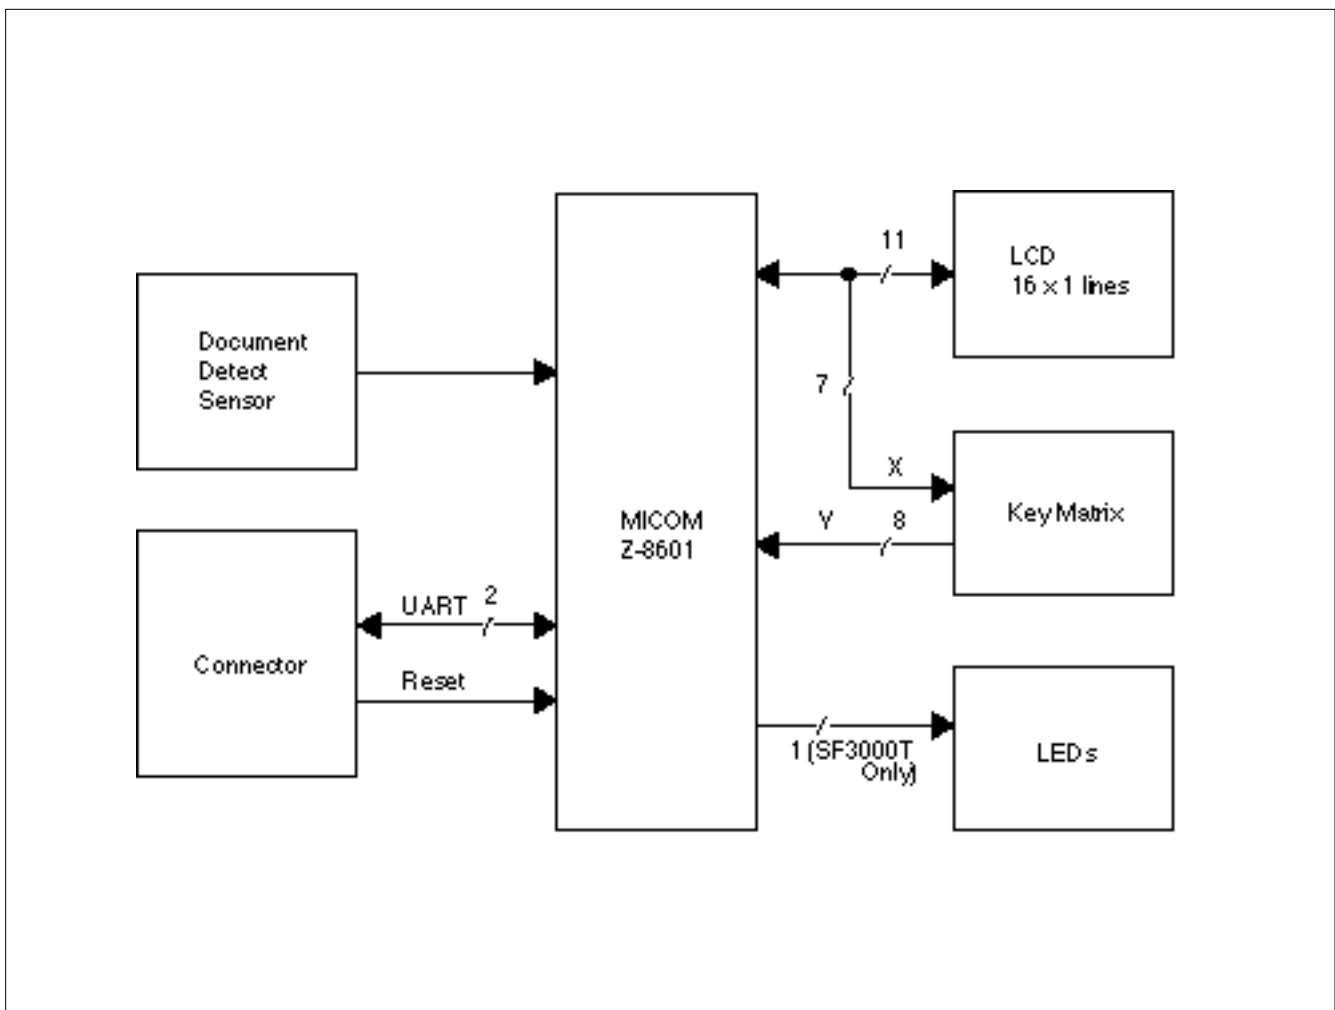 Document
Detect
Sensor
Connector
UART
2
Reset
MICOM
Z-8601
11
7
X
Y
8
1 (SF3000T
Only)
LCD
16 x 1 lines
Key Matrix
LEDs